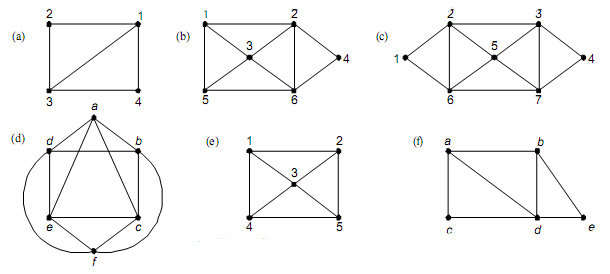 (a) 2 1 3 4
(b) 1 2 3 4 5 6
(c) 2 3 1 5 4 6 7
(d) a d b e c f
(e) 1 2 3 4 5
(f) a b c d e